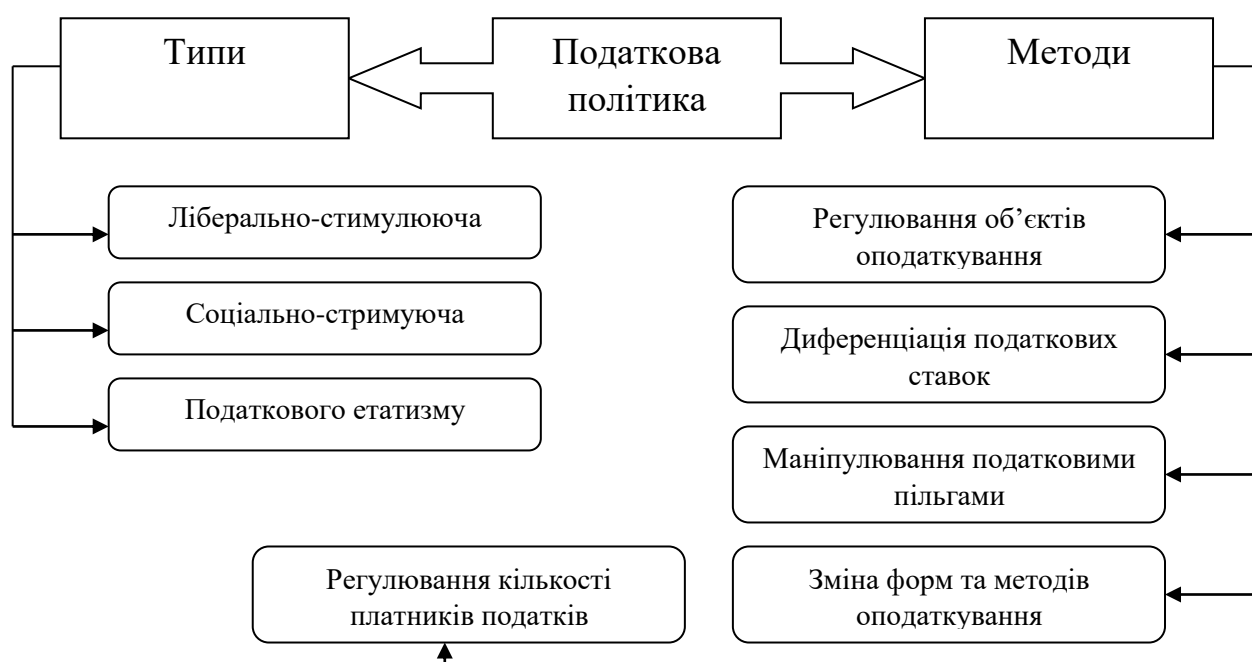 Типи
Податкова
політика
Методи
Ліберально-стимулююча
Соціально-стримуюча
Податкового етатизму
Регулювання об’єктів
оподаткування
Диференціація податкових
ставок
Маніпулювання податковими
пільгами
Зміна форм та методів
оподаткування
Регулювання кількості
платників податків